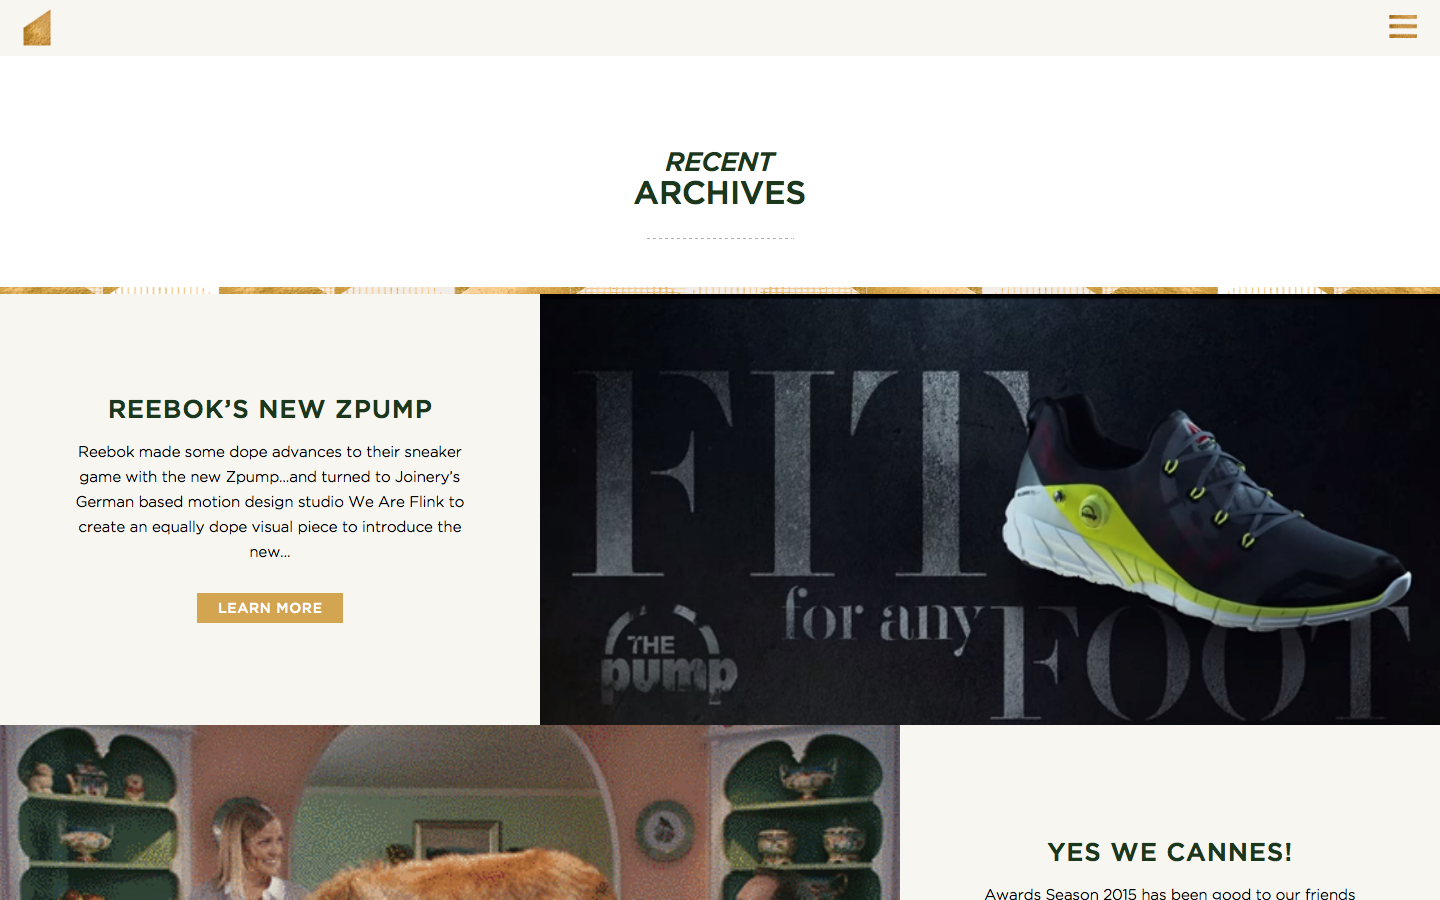 RECENT
ARCHIVES
REEBOK’S NEW ZPUMP
Reebok made some dope advances to their sneaker
game with the new Zpump...and turned to Joinery's
German based motion design studio We Are Flink to
create an equally dope visual piece to introduce the
new...
LEARN MORE
FIT
for any
FOOT
THE
pump
YES WE CANNES!
Awards Season 2015 has been good to our friends